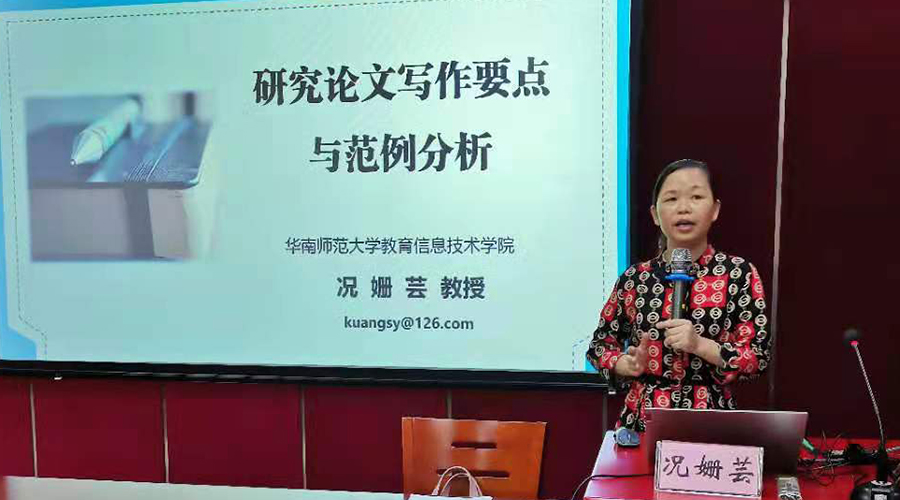 研究论文写作要点
与范例分析
华南师范大学教育信息技术学院
况 姗 芸 教授
kuangsy@126.com
况姗芸